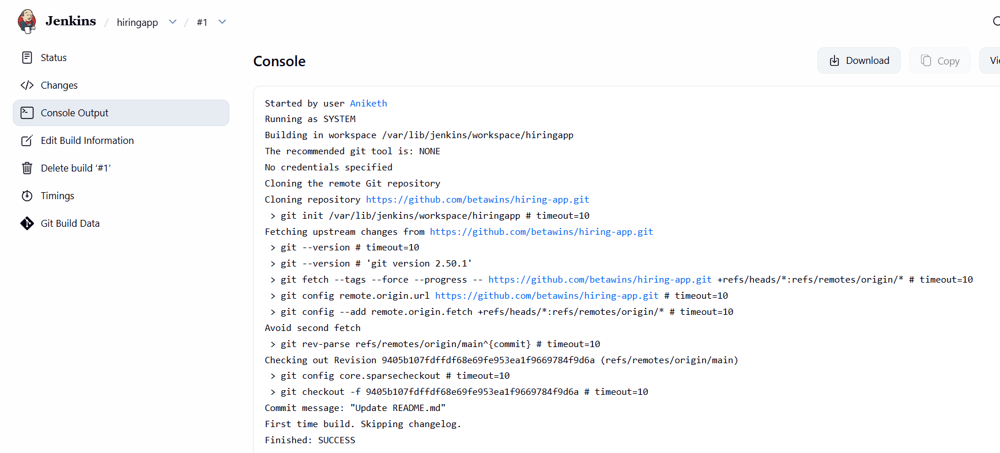 Jenkins / hiringapp / #1
Status
Changes
Console Output
Edit Build Information
Delete build ‘#1’
Timings
Git Build Data
Console
Download
Copy
Started by user Aniketh
Running as SYSTEM
Building in workspace /var/lib/jenkins/workspace/hiringapp
The recommended git tool is: NONE
No credentials specified
Cloning the remote Git repository
Cloning repository https://github.com/betawins/hiring-app.git
 > git init /var/lib/jenkins/workspace/hiringapp # timeout=10
Fetching upstream changes from https://github.com/betawins/hiring-app.git
 > git --version # timeout=10
 > git --version # 'git version 2.50.1'
 > git fetch --tags --force --progress -- https://github.com/betawins/hiring-app.git +refs/heads/*:refs/remotes/origin/* # timeout=10
 > git config remote.origin.url https://github.com/betawins/hiring-app.git # timeout=10
 > git config --add remote.origin.fetch +refs/heads/*:refs/remotes/origin/* # timeout=10
Avoid second fetch
 > git rev-parse refs/remotes/origin/main^{commit} # timeout=10
Checking out Revision 9405b107fdffdf68e69fe953ea1f9669784f9d6a (refs/remotes/origin/main)
 > git config core.sparsecheckout # timeout=10
 > git checkout -f 9405b107fdffdf68e69fe953ea1f9669784f9d6a # timeout=10
Commit message: "Update README.md"
First time build. Skipping changelog.
Finished: SUCCESS